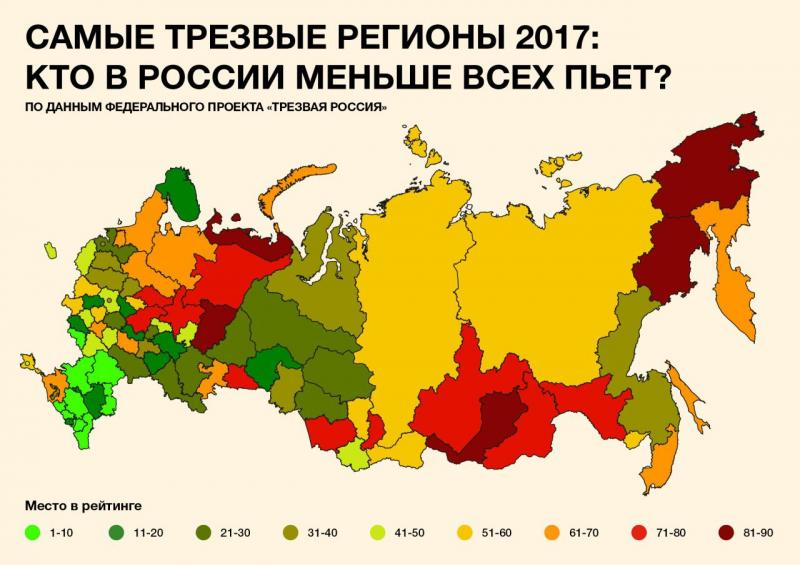 САМЫЕ ТРЕЗВЫЕ РЕГИОНЫ 2017:
КТО В РОССИИ МЕНЬШЕ ВСЕХ ПЬЕТ?
ПО ДАННЫМ ФЕДЕРАЛЬНОГО ПРОЕКТА «ТРЕЗВАЯ РОССИЯ»
Место в рейтинге
1-10 11-20 21-30 31-40 41-50 51-60 61-70 71-80 81-90